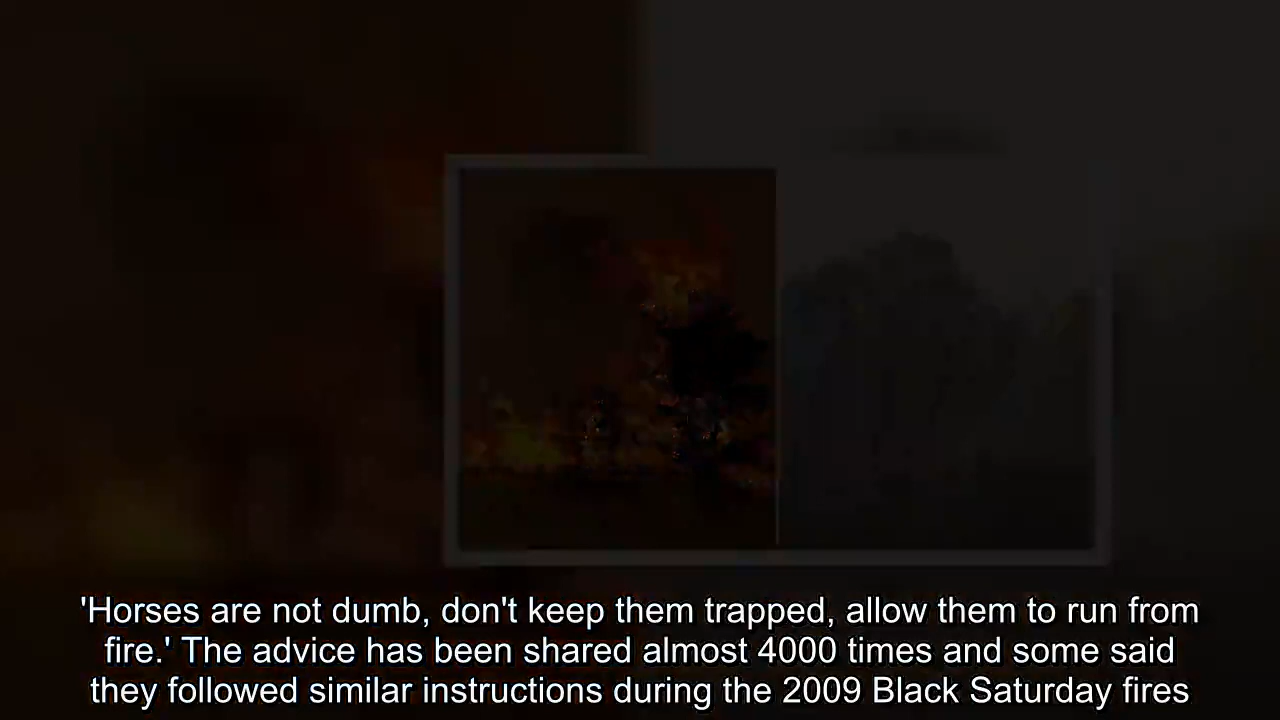 'Horses are not dumb, don't keep them trapped, allow them to run from
fire.' The advice has been shared almost 4000 times and some said
they followed similar instructions during the 2009 Black Saturday fires